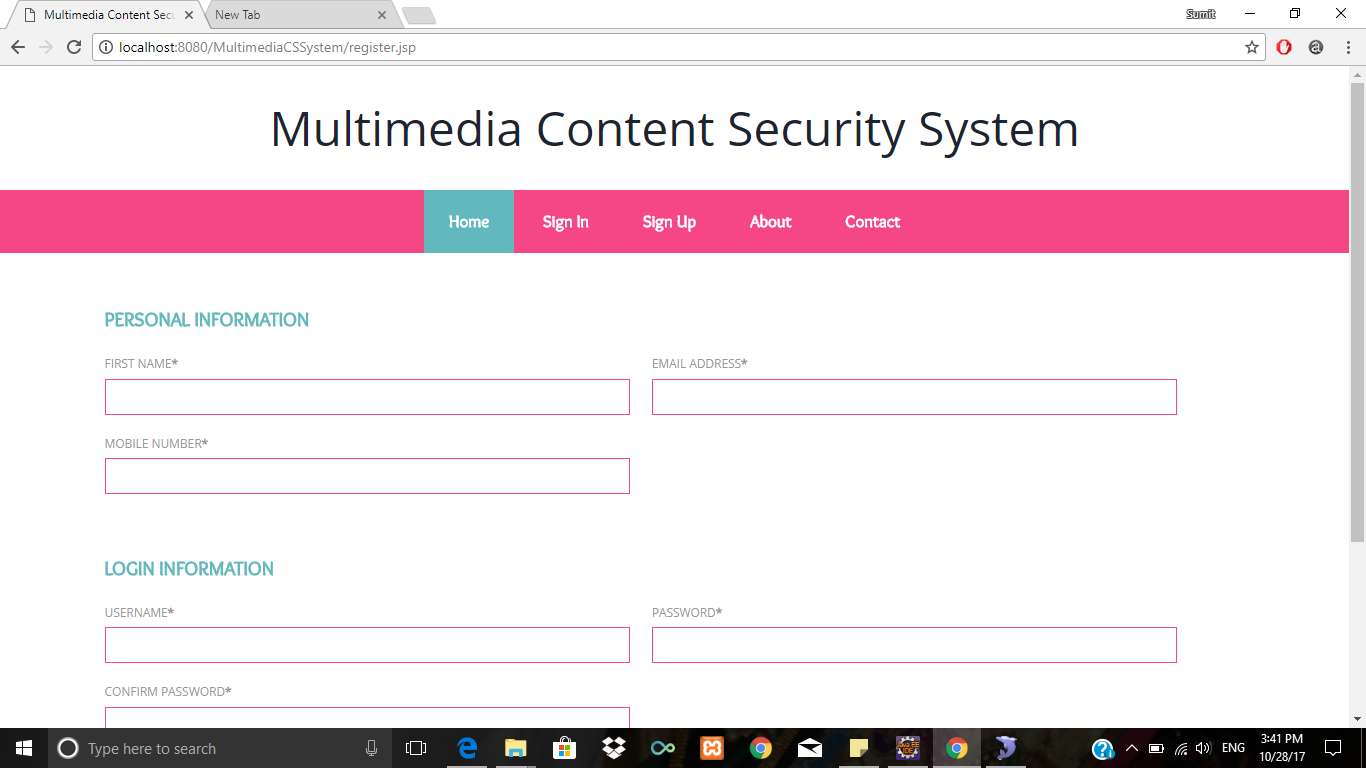 Multimedia Content Secu
New Tab
Sumit
localhost:8080/MultimediaCSSystem/register.jsp
Multimedia Content Security System
Home Sign In Sign Up About Contact
PERSONAL INFORMATION
FIRST NAME* EMAIL ADDRESS*
MOBILE NUMBER*
LOGIN INFORMATION
USERNAME* PASSWORD*
CONFIRM PASSWORD*
Type here to search
ENG
3:41 PM
10/28/17